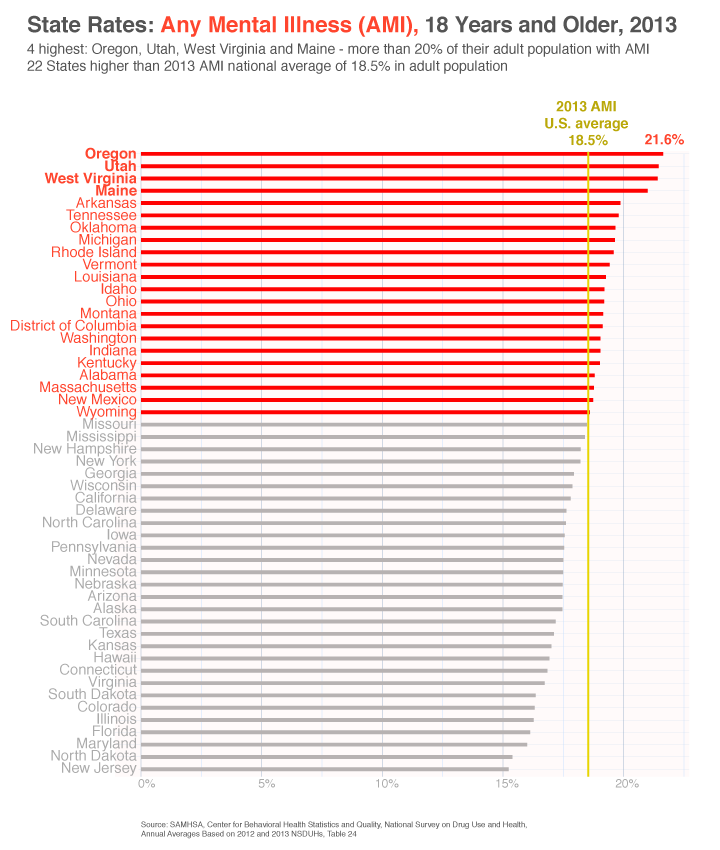 State Rates: Any Mental Illness (AMI), 18 Years and Older, 2013
4 highest: Oregon, Utah, West Virginia and Maine - more than 20% of their adult population with AMI
22 States higher than 2013 AMI national average of 18.5% in adult population
2013 AMI
U.S. average
18.5%
21.6%
Oregon
Utah
West Virginia
Maine
Arkansas
Tennessee
Oklahoma
Michigan
Rhode Island
Vermont
Louisiana
Idaho
Ohio
Montana
District of Columbia
Washington
Indiana
Kentucky
Alabama
Massachusetts
New Mexico
Wyoming
Missouri
Mississippi
New Hampshire
New York
Georgia
Wisconsin
California
Delaware
North Carolina
Iowa
Pennsylvania
Nevada
Minnesota
Nebraska
Arizona
Alaska
South Carolina
Texas
Kansas
Hawaii
Connecticut
Virginia
South Dakota
Colorado
Illinois
Florida
Maryland
North Dakota
New Jersey
0% 5% 10% 15% 20%
Source: SAMHSA, Center for Behavioral Health Statistics and Quality, National Survey on Drug Use and Health,
Annual Averages Based on 2012 and 2013 NSDUHs, Table 24